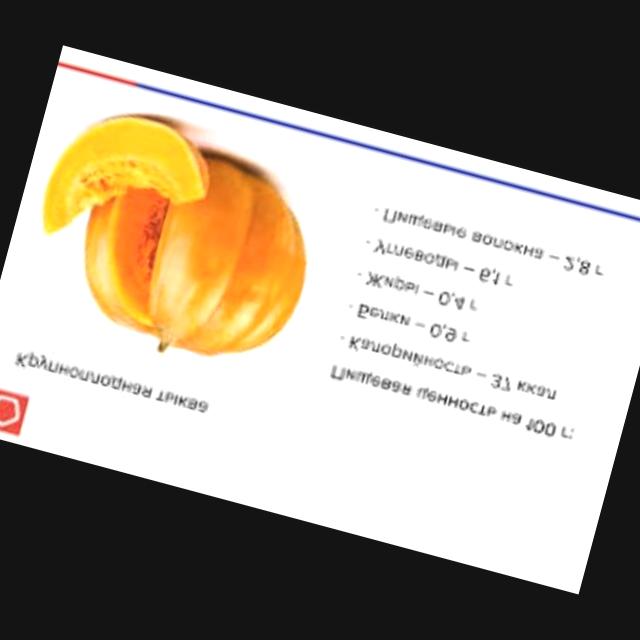 Крупноплодная тыква
Пищевая ценность на 100 г:
· Калорийность – 37 ккал
· Белки – 0,9 г
· Жиры – 0,4 г
· Углеводы – 6,7 г
· Пищевые волокна – 2,8 г